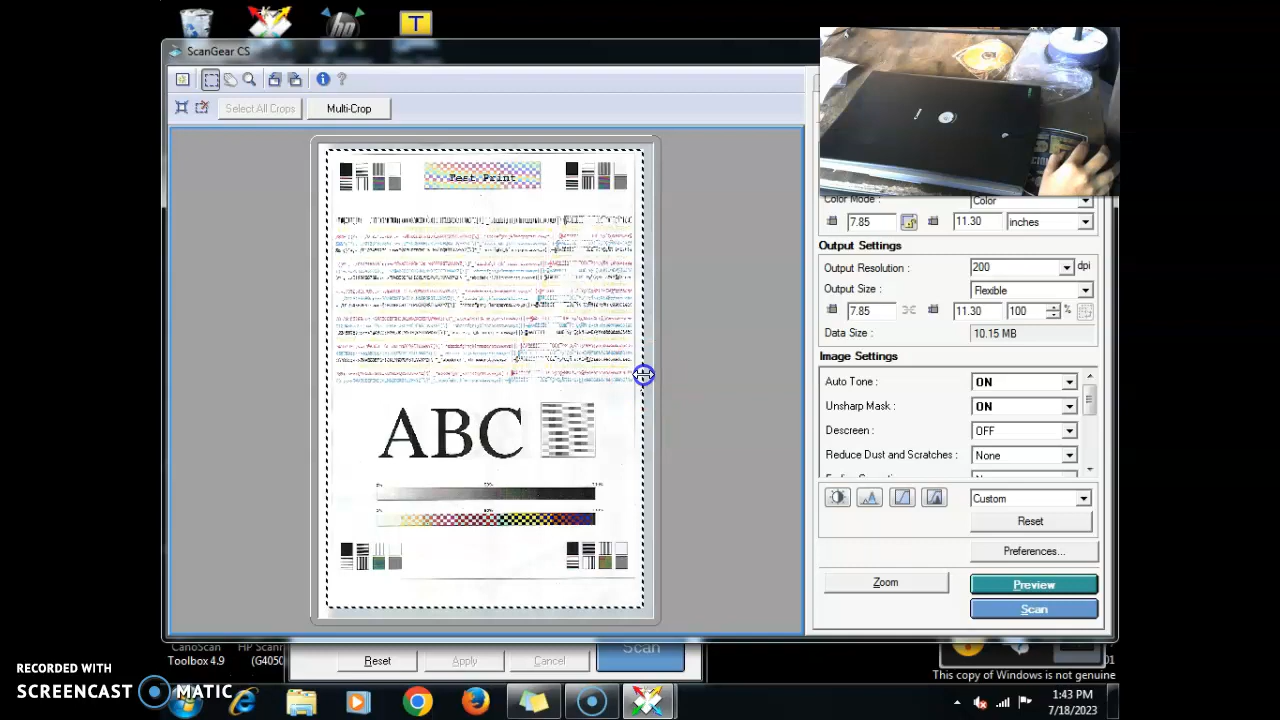 hp
T
ScanGear CS
Select All Crops
Multi-Crop
Test Print
ABC
Color Mode :
Color
7.85
11.30
inches
Output Settings
Output Resolution :
200
dpi
Output Size :
Flexible
7.85
11.30
100
%
Data Size :
10.15 MB
Image Settings
Auto Tone :
ON
Unsharp Mask :
ON
Descreen :
OFF
Reduce Dust and Scratches :
None
Custom
Reset
Preferences...
Zoom
Preview
Scan
CanoScan
Toolbox 4.9
HP Scann
(G4050
Reset
Apply
Cancel
Scan
01
This copy of Windows is not genuine
RECORDED WITH
SCREENCAST MATIC
1:43 PM
7/18/2023